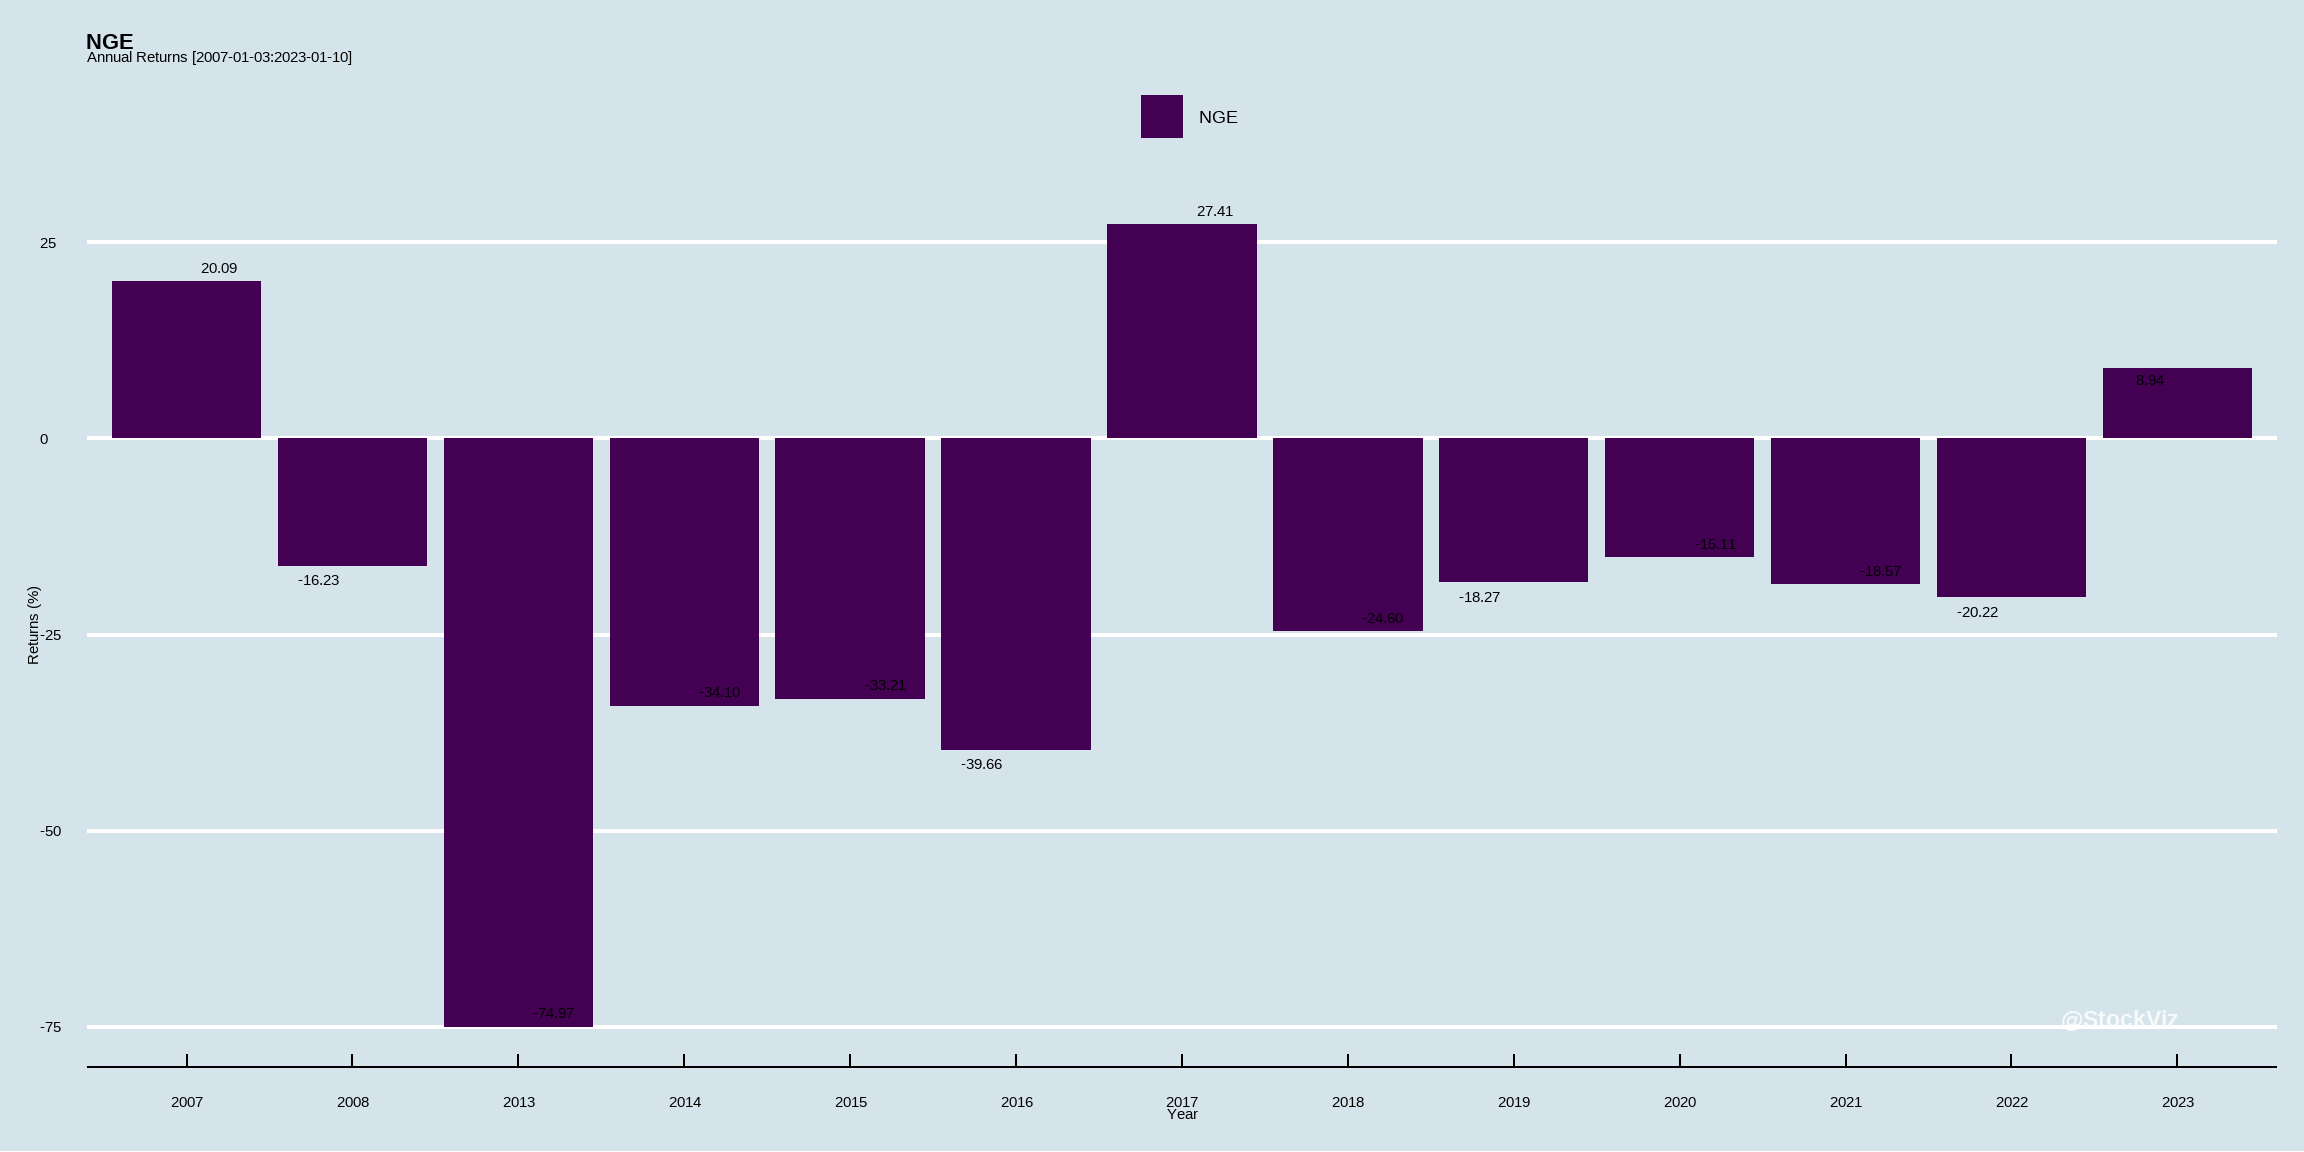 NGE
Annual Returns [2007-01-03:2023-01-10]
NGE
27.41
25
20.09
8.94
0
-15.11
-18.57
-16.23
-18.27
-20.22
-24.60
Returns (%)
-25
-33.21
-34.10
-39.66
-50
-74.97
@StockViz
-75
2007 2008 2013 2014 2015 2016 2017 2018 2019 2020 2021 2022 2023
Year